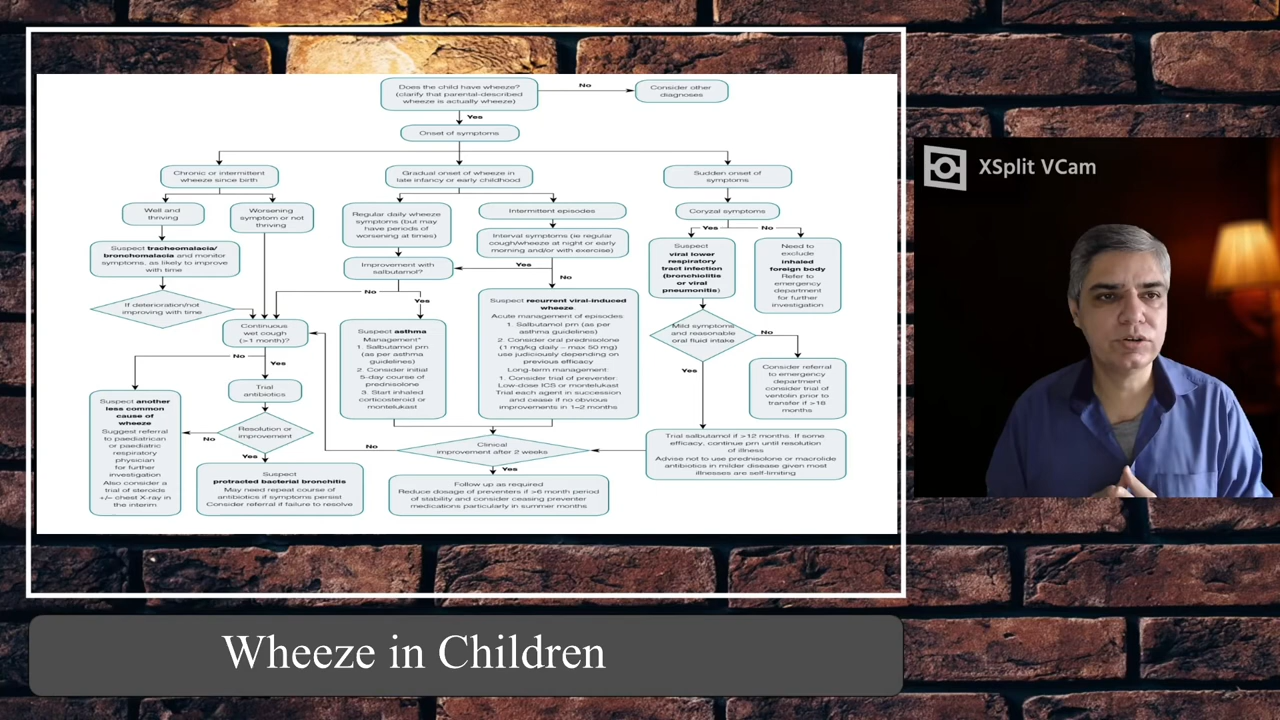 Does the child have wheeze?
(clarify that parental-described
wheeze is actually wheeze)
No
Consider other
diagnoses
Yes
Onset of symptoms
Chronic or intermittent
wheeze since birth
Gradual onset of wheeze in
late infancy or early childhood
Sudden onset of
symptoms
Well and
thriving
Worsening
symptom or not
thriving
Regular daily wheeze
symptoms (but may
have periods of
worsening at times)
Intermittent episodes
Coryzal symptoms
Yes
No
Suspect tracheomalacia/
bronchomalacia and monitor
symptoms, as likely to improve
with time
Interval symptoms (ie regular
cough/wheeze at night or early
morning and/or with exercise)
Suspect
viral lower
respiratory
tract infection
(bronchiolitis
or viral
pneumonitis)
Need to
exclude
inhaled
foreign body
Refer to
emergency
department
for further
investigation
Improvement with
salbutamol?
Yes
No
No
Yes
If deterioration/not
improving with time
Continuous
wet cough
(>1 month)?
No
Yes
Suspect asthma
Management*
1. Salbutamol prn
(as per asthma
guidelines)
2. Consider initial
5-day course of
prednisolone
3. Start inhaled
corticosteroid or
montelukast
Suspect recurrent viral-induced
wheeze
Acute management of episodes
1. Salbutamol prn (as per
asthma guidelines)
2. Consider oral prednisolone
(1 mg/kg daily – max 50 mg)
use judiciously depending on
previous efficacy
Long-term management:
1. Consider trial of preventer
Low-dose ICS or montelukast
Trial each agent in succession
and cease if no obvious
improvements in 1–2 months
Mild symptoms
and reasonable
oral fluid intake
No
Yes
Consider referral
to emergency
department
consider trial of
ventolin prior to
transfer if >18
months
Trial
antibiotics
Suspect another
less common
cause of
wheeze
Suggest referral
to paediatrician
or paediatric
respiratory
physician
for further
investigation
Also consider a
trial of steroids
+/– chest X-ray in
the interim
Resolution or
improvement
No
Yes
Suspect
protracted bacterial bronchitis
May need repeat course of
antibiotics if symptoms persist
Consider referral if failure to resolve
Clinical
improvement after 2 weeks
No
Yes
Trial salbutamol if >12 months. If some
efficacy, continue prn until resolution
of illness
Advise not to use prednisolone or macrolide
antibiotics in milder disease given most
illnesses are self-limiting
Follow up as required
Reduce dosage of preventers if >6 month period
of stability and consider ceasing preventer
medications particularly in summer months
XSplit VCam
Wheeze in Children